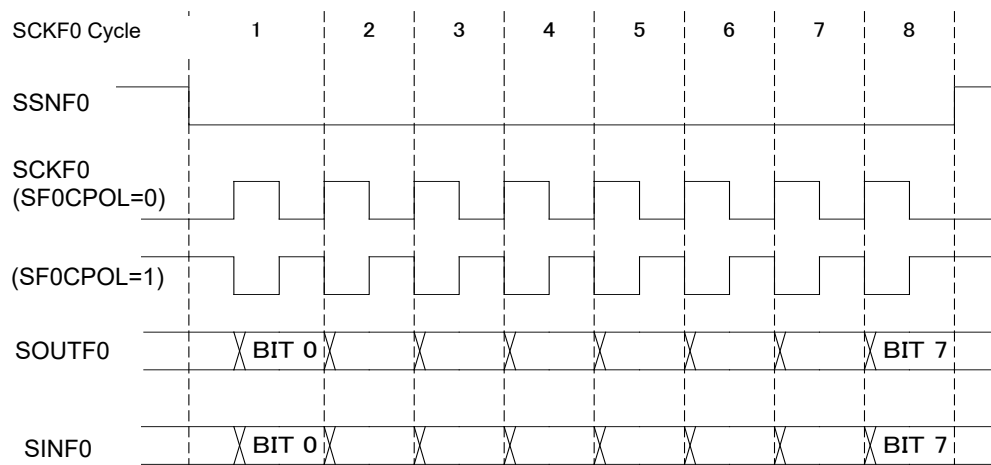 SCKF0 Cycle 1 2 3 4 5 6 7 8
SSNF0
SCKF0
(SF0CPOL=0)
(SF0CPOL=1)
SOUTF0 BIT 0 BIT 7
SINF0 BIT 0 BIT 7